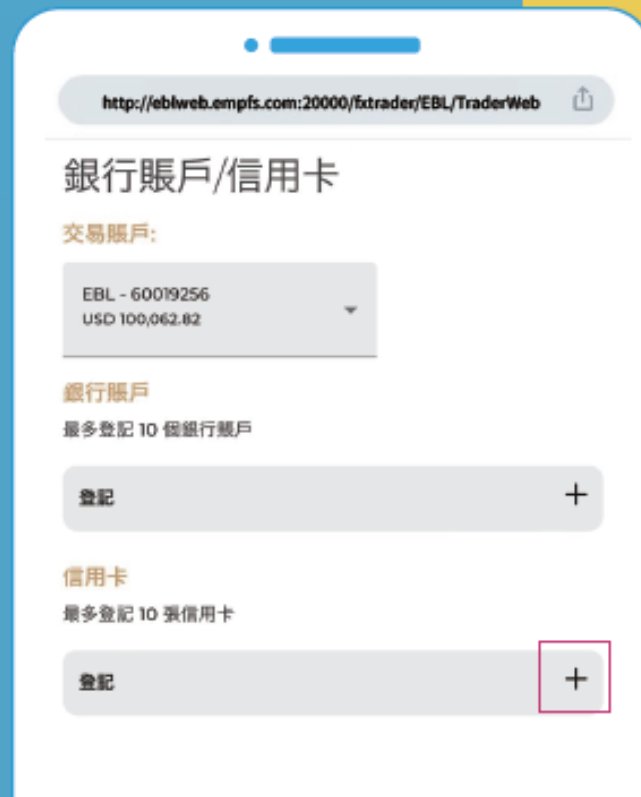 http://eblweb.empfs.com:20000/fxtrader/EBL/TraderWeb
銀行賬戶/信用卡
交易賬戶:
EBL - 60019256
USD 100,062.82
銀行賬戶
最多登記 10 個銀行賬戶
登記 +
信用卡
最多登記 10 張信用卡
登記 +